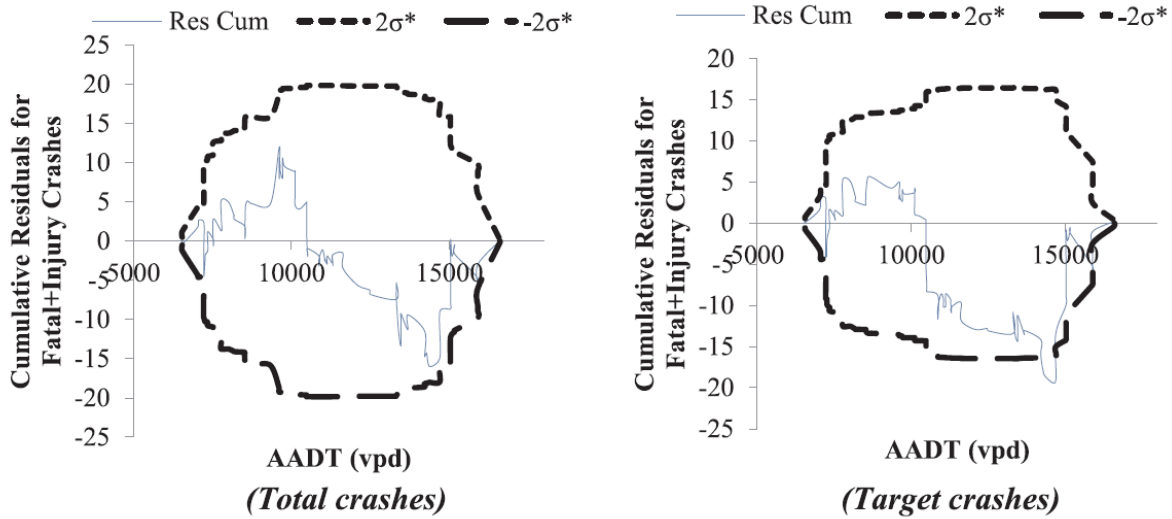 Res Cum 2σ* -2σ*
25
20
15
10
5
0
-5
-10
-15
-20
-25
5000 10000 15000
Cumulative Residuals for
Fatal+Injury Crashes
AADT (vpd)
(Total crashes)
Res Cum 2σ* -2σ*
20
15
10
5
0
-5
-10
-15
-20
-25
5000 10000 15000
Cumulative Residuals for
Fatal+Injury Crashes
AADT (vpd)
(Target crashes)